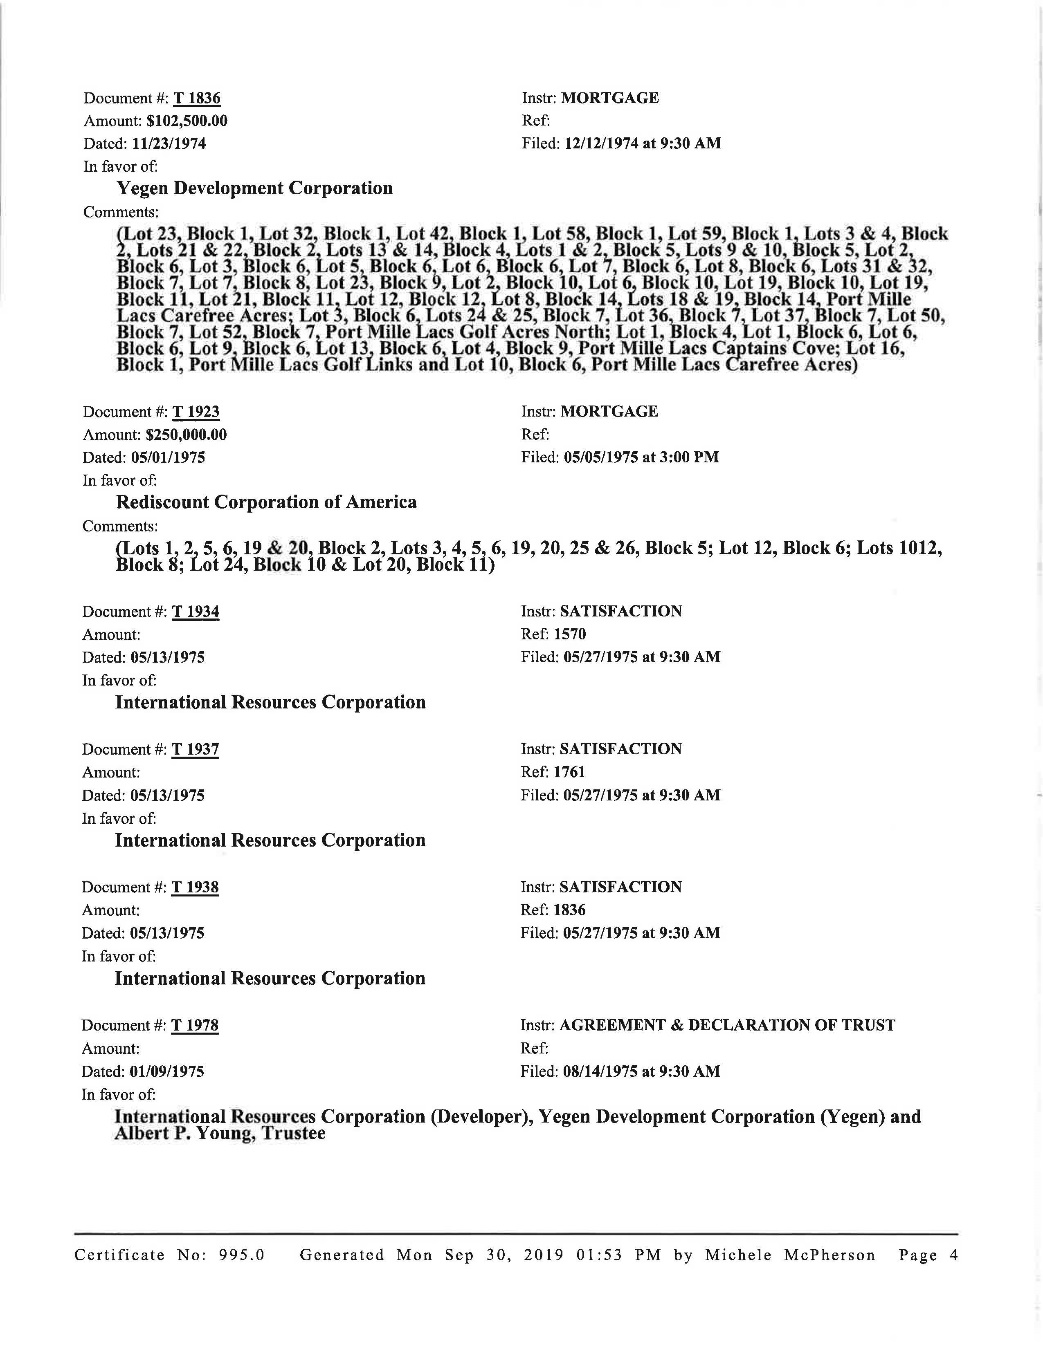 Document #: T 1836 Instr: MORTGAGE
Amount: $102,500.00 Ref:
Dated: 11/23/1974 Filed: 12/12/1974 at 9:30 AM
In favor of:
Yegen Development Corporation
Comments:
(Lot 23, Block 1, Lot 32, Block 1, Lot 42, Block 1, Lot 58, Block 1, Lot 59, Block 1, Lots 3 & 4, Block
2, Lots 21 & 22, Block 2, Lots 13 & 14, Block 4, Lots 1 & 2, Block 5, Lots 9 & 10, Block 5, Lot 2,
Block 6, Lot 3, Block 6, Lot 5, Block 6, Lot 6, Block 6, Lot 7, Block 6, Lot 8, Block 6, Lots 31 & 32,
Block 7, Lot 7, Block 8, Lot 23, Block 9, Lot 2, Block 10, Lot 6, Block 10, Lot 19, Block 10, Lot 19,
Block 11, Lot 21, Block 11, Lot 12, Block 12, Lot 8, Block 14, Lots 18 & 19, Block 14, Port Mille
Lacs Carefree Acres; Lot 3, Block 6, Lots 24 & 25, Block 7, Lot 36, Block 7, Lot 37, Block 7, Lot 50,
Block 7, Lot 52, Block 7, Port Mille Lacs Golf Acres North; Lot 1, Block 4, Lot 1, Block 6, Lot 6,
Block 6, Lot 9, Block 6, Lot 13, Block 6, Lot 4, Block 9, Port Mille Lacs Captains Cove; Lot 16,
Block 1, Port Mille Lacs Golf Links and Lot 10, Block 6, Port Mille Lacs Carefree Acres)
Document #: T 1923 Instr: MORTGAGE
Amount: $250,000.00 Ref:
Dated: 05/01/1975 Filed: 05/05/1975 at 3:00 PM
In favor of:
Rediscount Corporation of America
Comments:
(Lots 1, 2, 5, 6, 19 & 20, Block 2, Lots 3, 4, 5, 6, 19, 20, 25 & 26, Block 5; Lot 12, Block 6; Lots 1012,
Block 8; Lot 24, Block 10 & Lot 20, Block 11)
Document #: T 1934 Instr: SATISFACTION
Amount: Ref: 1570
Dated: 05/13/1975 Filed: 05/27/1975 at 9:30 AM
In favor of:
International Resources Corporation
Document #: T 1937 Instr: SATISFACTION
Amount: Ref: 1761
Dated: 05/13/1975 Filed: 05/27/1975 at 9:30 AM
In favor of:
International Resources Corporation
Document #: T 1938 Instr: SATISFACTION
Amount: Ref: 1836
Dated: 05/13/1975 Filed: 05/27/1975 at 9:30 AM
In favor of:
International Resources Corporation
Document #: T 1978 Instr: AGREEMENT & DECLARATION OF TRUST
Amount: Ref:
Dated: 01/09/1975 Filed: 08/14/1975 at 9:30 AM
In favor of:
International Resources Corporation (Developer), Yegen Development Corporation (Yegen) and
Albert P. Young, Trustee
Certificate No: 995.0 Generated Mon Sep 30, 2019 01:53 PM by Michele McPherson Page 4